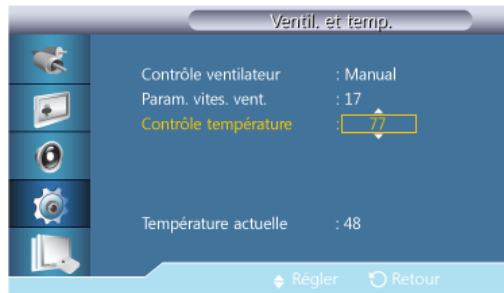 Ventil. et temp.
Contrôle ventilateur : Manual
Param. vites. vent. : 17
Contrôle température : 77
Température actuelle : 48
Régler Retour